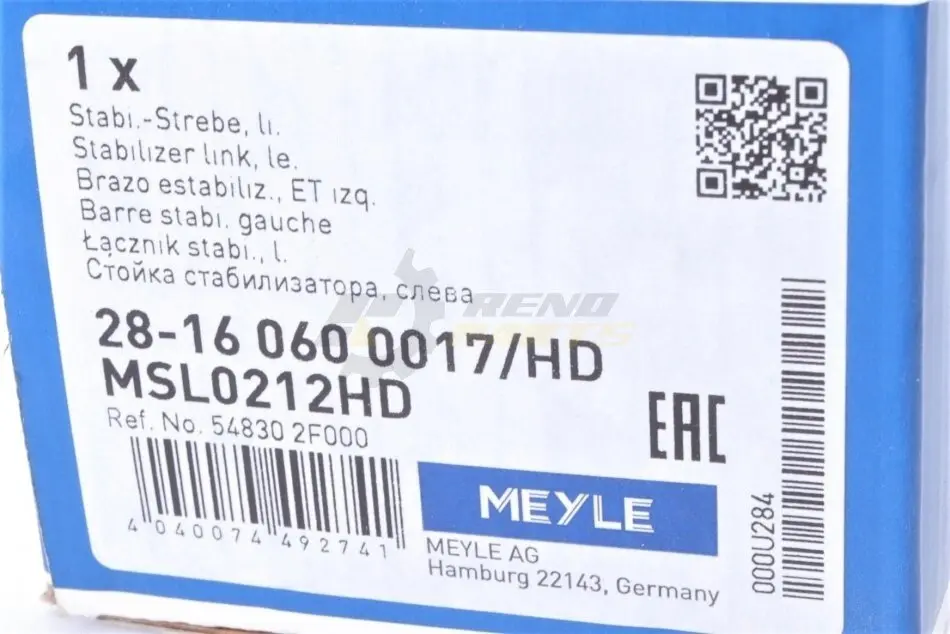 1 x
Stabi.-Strebe, li.
Stabilizer link, le.
Brazo estabiliz., ET izq.
Barre stabi. gauche
Łącznik stabi., l.
Стойка стабилизатора, слева
28-16 060 0017/HD
MSL0212HD
Ref. No. 54830 2F000
4 040074 492741
EAC
MEYLE
MEYLE AG
Hamburg 22143, Germany
000U284
TREND
PARTS